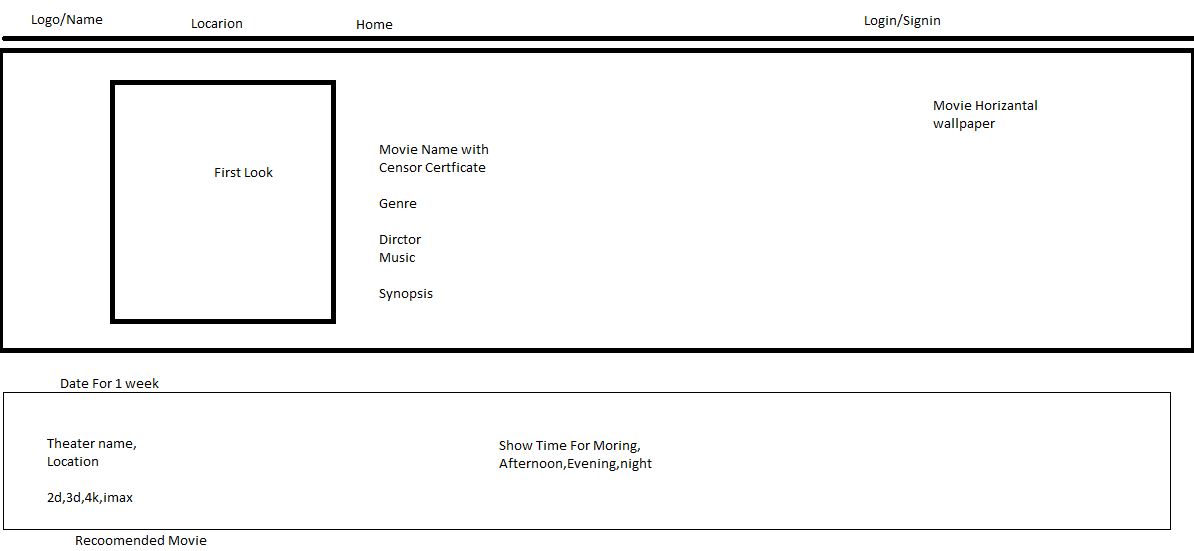 Logo/Name
Locarion
Home
Login/Signin
Movie Horizantal
wallpaper
First Look
Movie Name with
Censor Certficate
Genre
Dirctor
Music
Synopsis
Date For 1 week
Theater name,
Location
2d,3d,4k,imax
Show Time For Moring,
Afternoon,Evening,night
Recoomended Movie